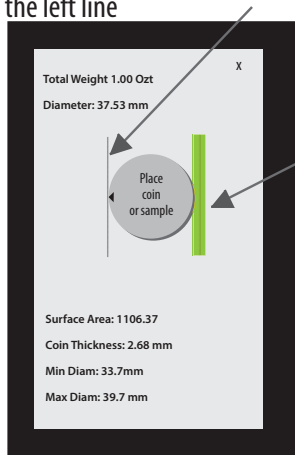 the left line
X
Total Weight 1.00 Ozt
Diameter: 37.53 mm
Place
coin
or sample
Surface Area: 1106.37
Coin Thickness: 2.68 mm
Min Diam: 33.7mm
Max Diam: 39.7 mm